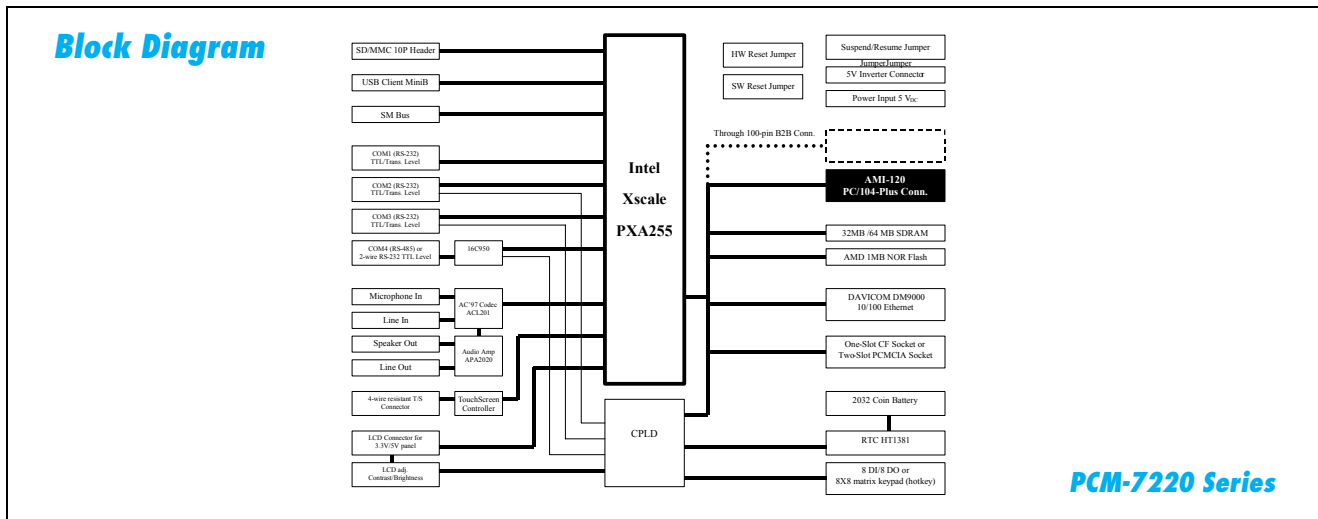 Block Diagram
SD/MMC 10P Header
USB Client MiniB
SM Bus
COM1 (RS-232)
TTL/Trans. Level
COM2 (RS-232)
TTL/Trans. Level
COM3 (RS-232)
TTL/Trans. Level
COM4 (RS-485) or
2-wire RS-232 TTL Level
16C950
Microphone In
Line In
Speaker Out
Line Out
AC'97 Codec
ACL201
Audio Amp
APA2020
4-wire resistant T/S
Connector
TouchScreen
Controller
LCD Connector for
3.3V/5V panel
LCD adj.
Contrast/Brightness
Intel
Xscale
PXA255
CPLD
HW Reset Jumper
SW Reset Jumper
Suspend/Resume Jumper
JumperJumper
5V Inverter Connector
Power Input 5 VDC
Through 100-pin B2B Conn.
AMI-120
PC/104-Plus Conn.
32MB /64 MB SDRAM
AMD 1MB NOR Flash
DAVICOM DM9000
10/100 Ethernet
One-Slot CF Socket or
Two-Slot PCMCIA Socket
2032 Coin Battery
RTC HT1381
8 DI/8 DO or
8X8 matrix keypad (hotkey)
PCM-7220 Series